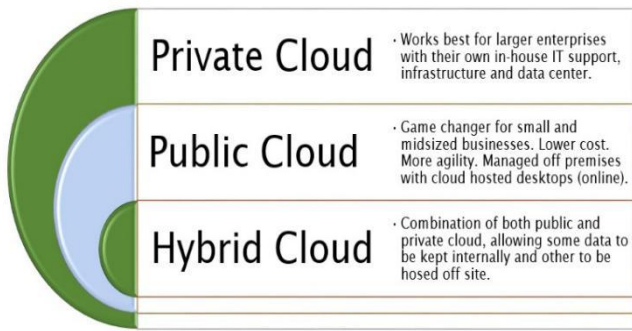 Private Cloud
· Works best for larger enterprises
with their own in-house IT support,
infrastructure and data center.
Public Cloud
· Game changer for small and
midsized businesses. Lower cost.
More agility. Managed off premises
with cloud hosted desktops (online).
Hybrid Cloud
· Combination of both public and
private cloud, allowing some data to
be kept internally and other to be
hosed off site.